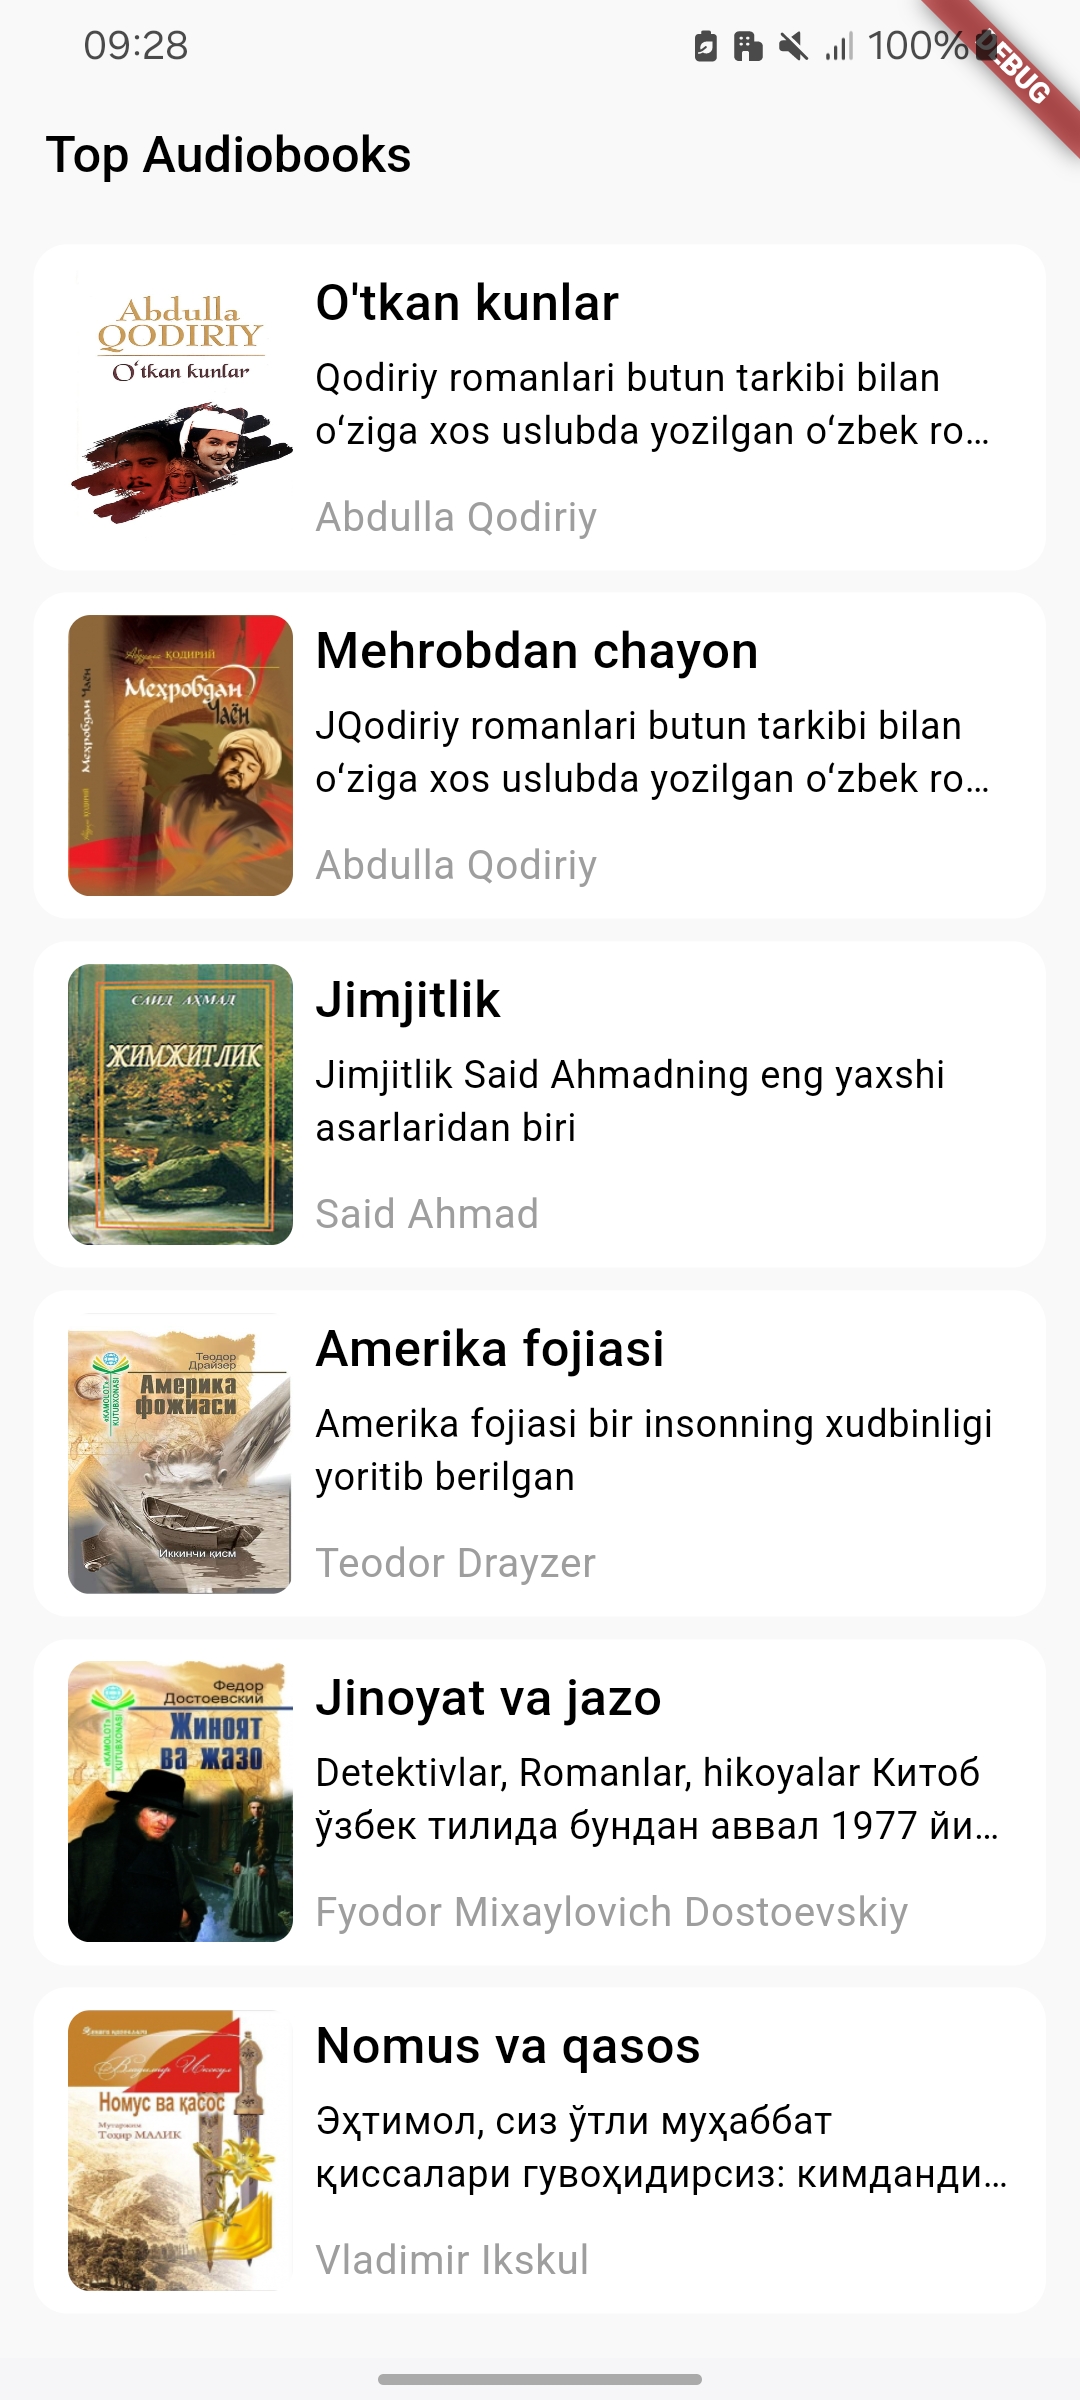 09:28
100%
DEBUG
Top Audiobooks
Abdulla
QODIRIY
Oʻtkan kunlar
O'tkan kunlar
Qodiriy romanlari butun tarkibi bilan
oʻziga xos uslubda yozilgan oʻzbek ro...
Abdulla Qodiriy
ҚОДИРИЙ
Меҳробдан
Чаён
Меҳробдан Чаён
Mehrobdan chayon
JQodiriy romanlari butun tarkibi bilan
oʻziga xos uslubda yozilgan oʻzbek ro...
Abdulla Qodiriy
САИД АҲМАД
ЖИМЖИТЛИК
Jimjitlik
Jimjitlik Said Ahmadning eng yaxshi
asarlaridan biri
Said Ahmad
Теодор
Драйзер
Америка
фожиаси
«KAMOLOT»
KUTUBXONASI
Иккинчи қисм
Amerika fojiasi
Amerika fojiasi bir insonning xudbinligi
yoritib berilgan
Teodor Drayzer
Федор
Достоевский
Жиноят
ва жазо
«KAMOLOT»
KUTUBXONASI
Jinoyat va jazo
Detektivlar, Romanlar, hikoyalar Китоб
ўзбек тилида бундан аввал 1977 йи...
Fyodor Mixaylovich Dostoevskiy
Владимир Икскул
Номус ва қасос
Таржимон
Тоҳир МАЛИК
Nomus va qasos
Эҳтимол, сиз ўтли муҳаббат
қиссалари гувоҳидирсиз: кимданди...
Vladimir Ikskul